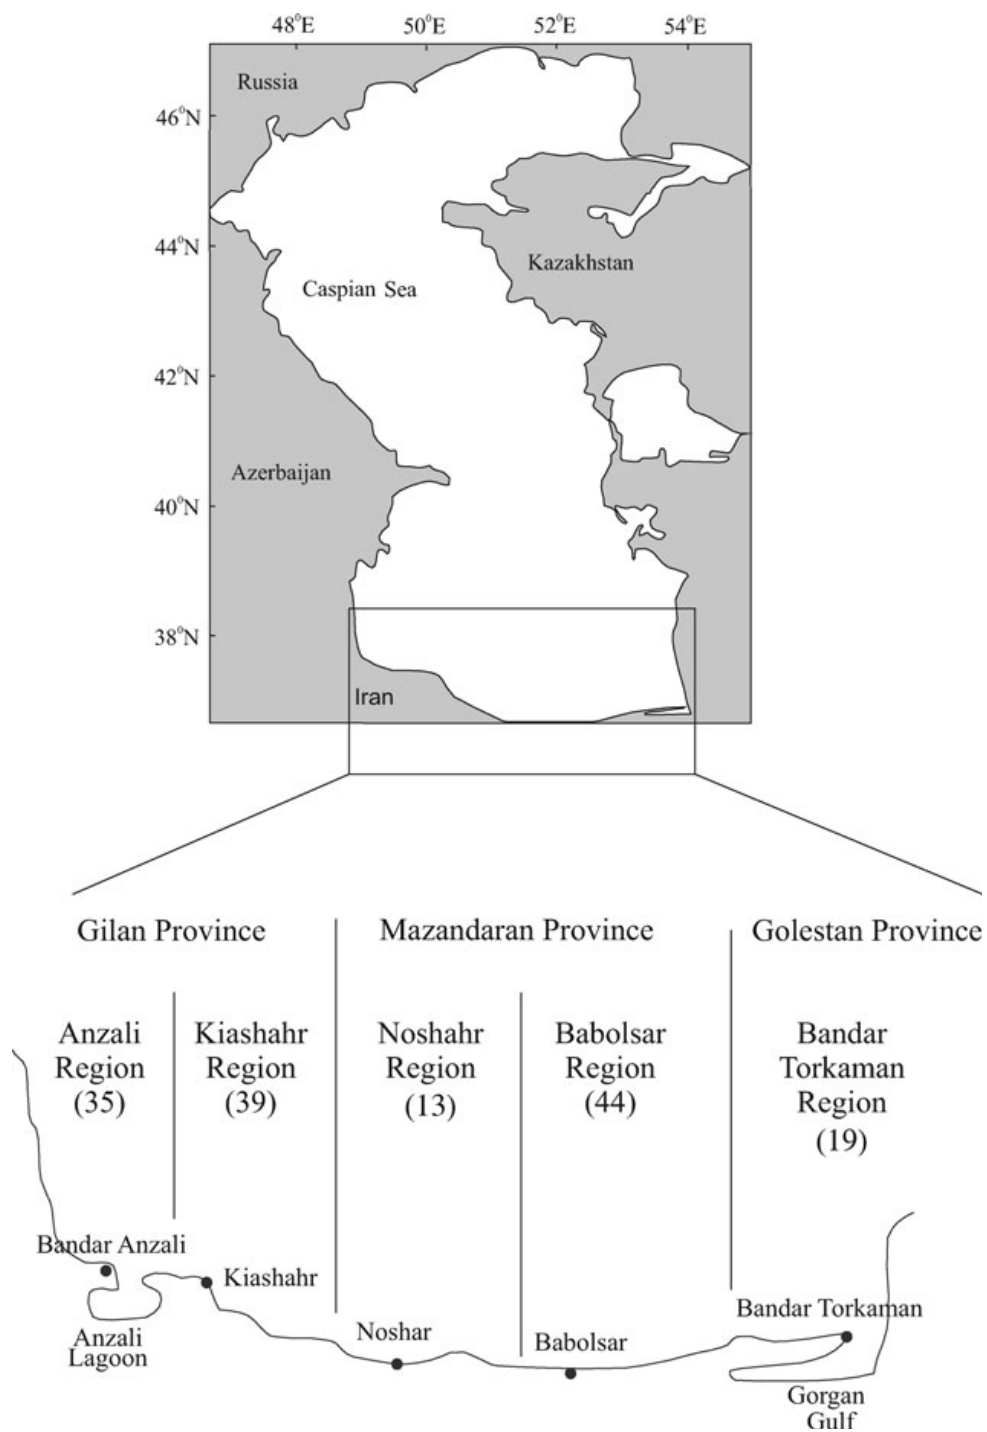 48°E 50°E 52°E 54°E
Russia
46°N
44°N
Kazakhstan
Caspian Sea
42°N
Azerbaijan
40°N
38°N
Iran
Gilan Province Mazandaran Province Golestan Province
Anzali
Region
(35)
Kiashahr
Region
(39)
Noshahr
Region
(13)
Babolsar
Region
(44)
Bandar
Torkaman
Region
(19)
Bandar Anzali
Kiashahr
Anzali
Lagoon
Noshar
Babolsar
Bandar Torkaman
Gorgan
Gulf